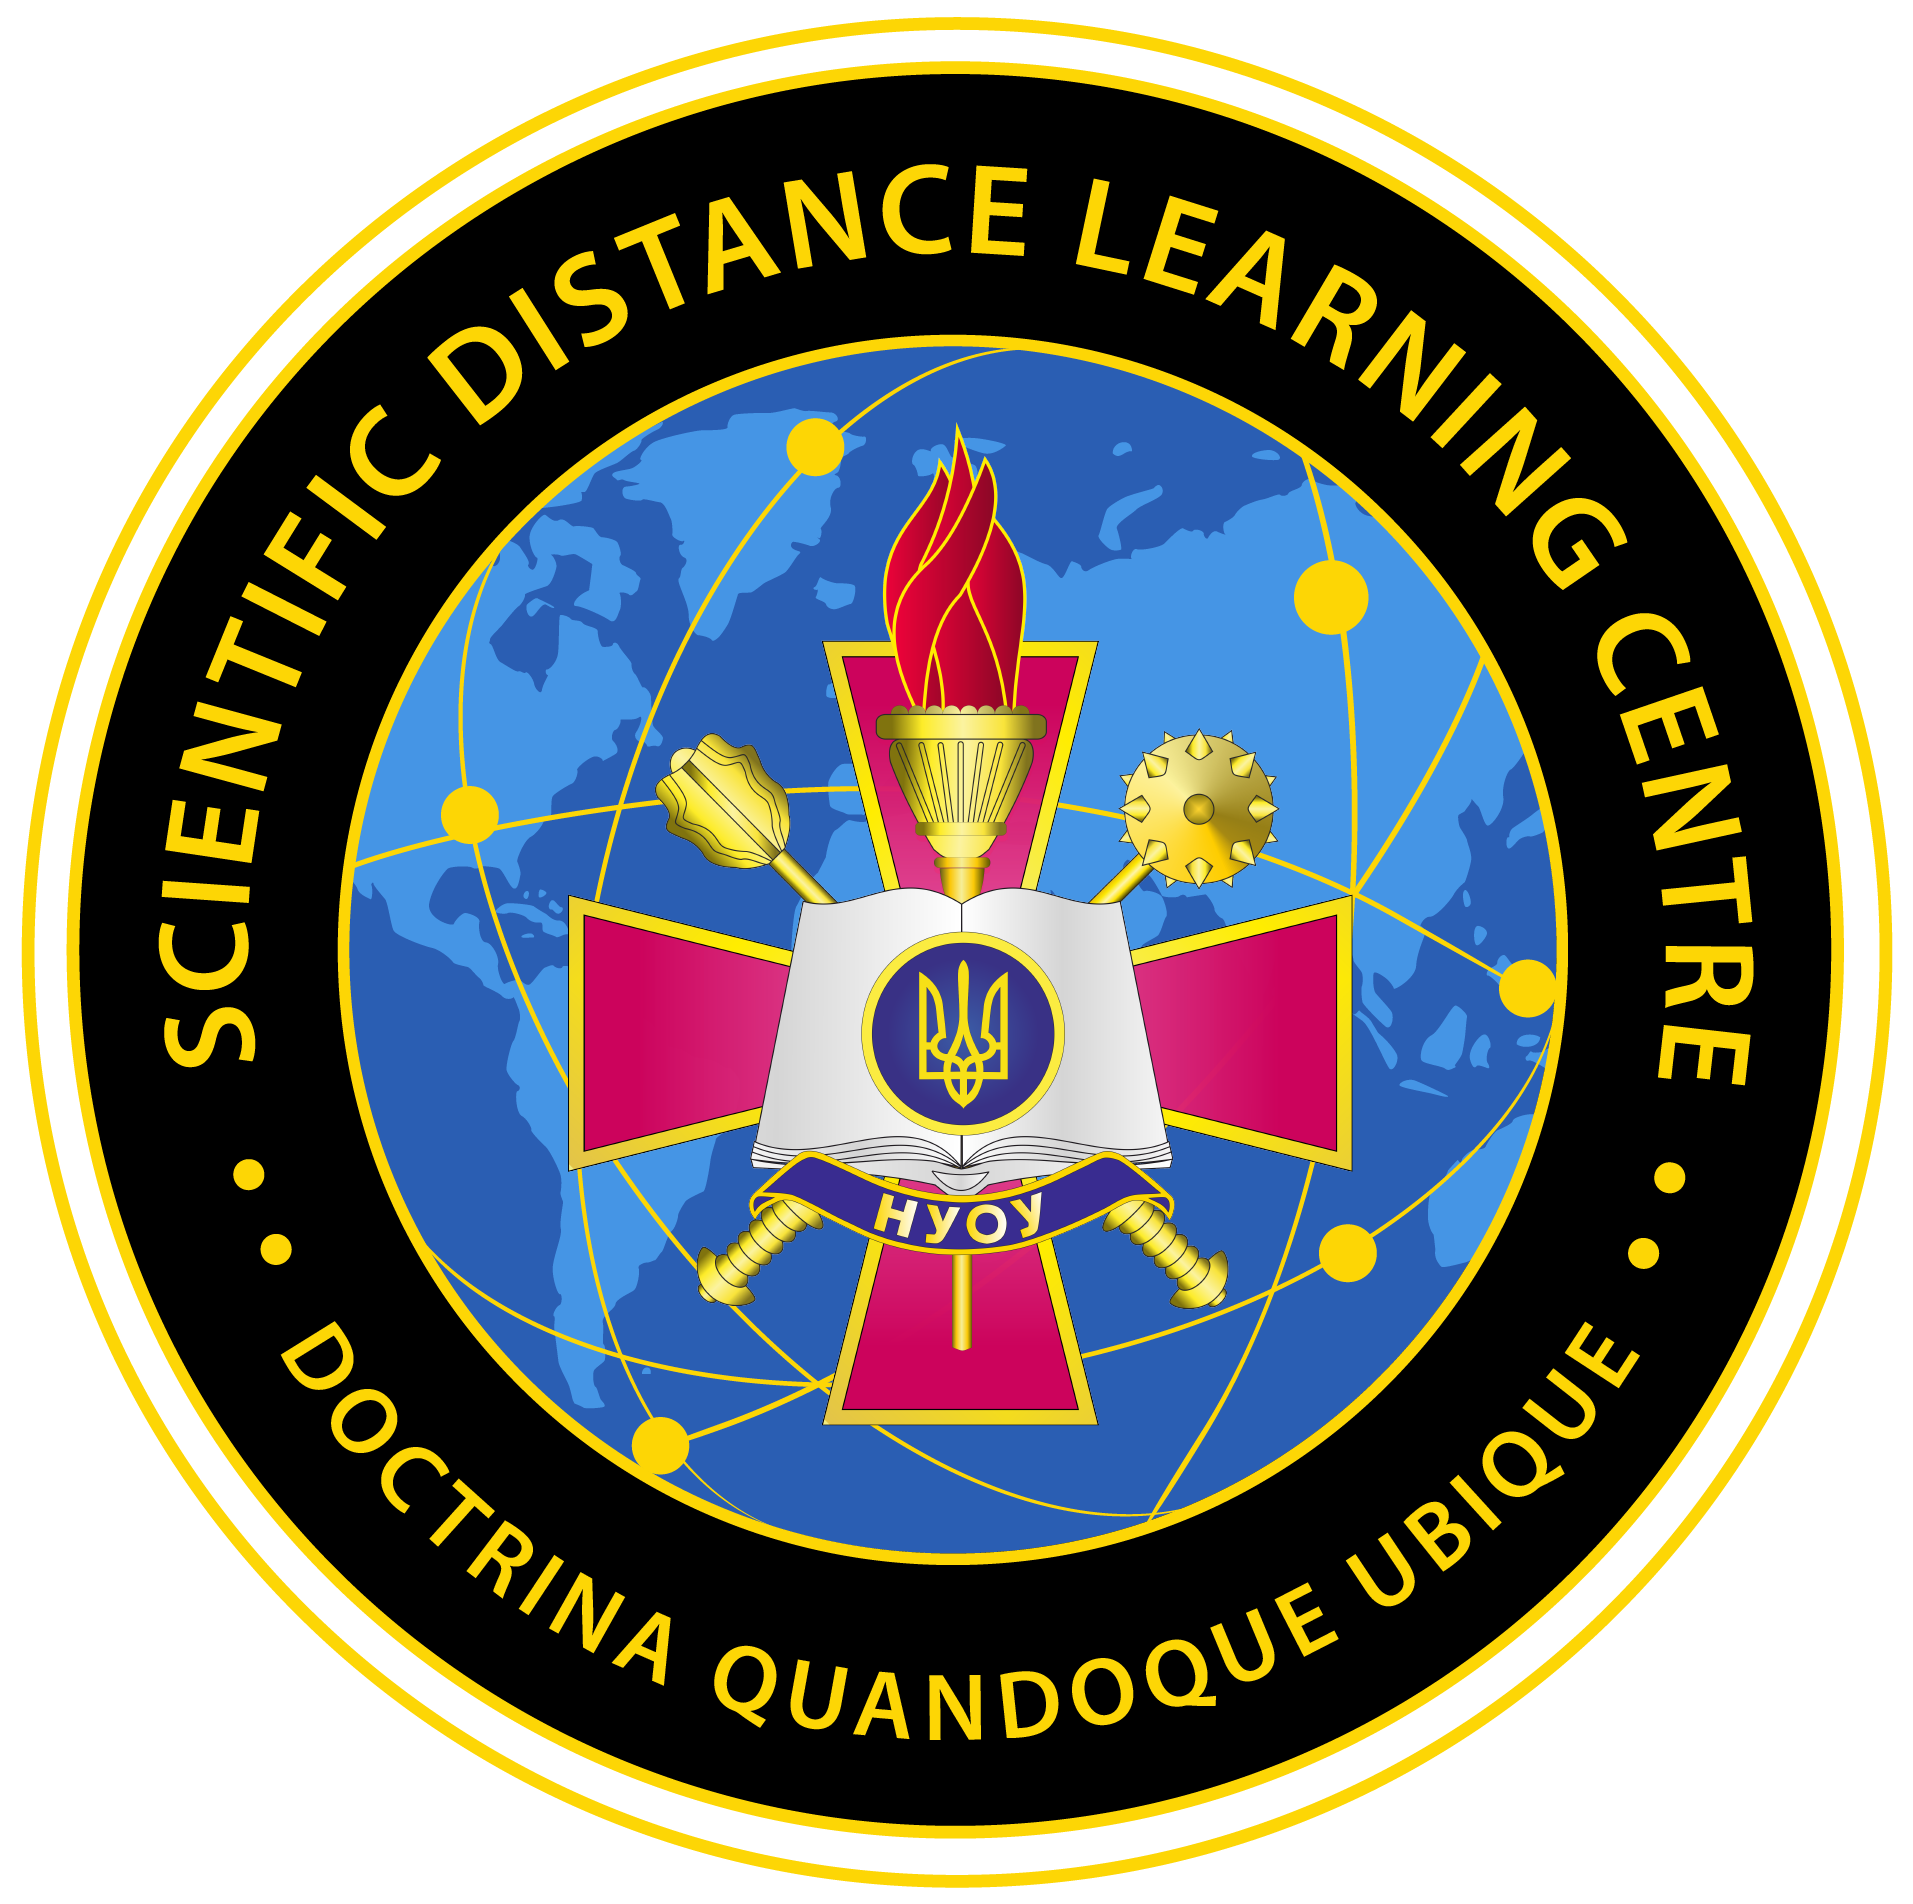 SCIENTIFIC DISTANCE LEARNING CENTRE
НУОУ
DOCTRINA QUANDOQUE UBIQUE